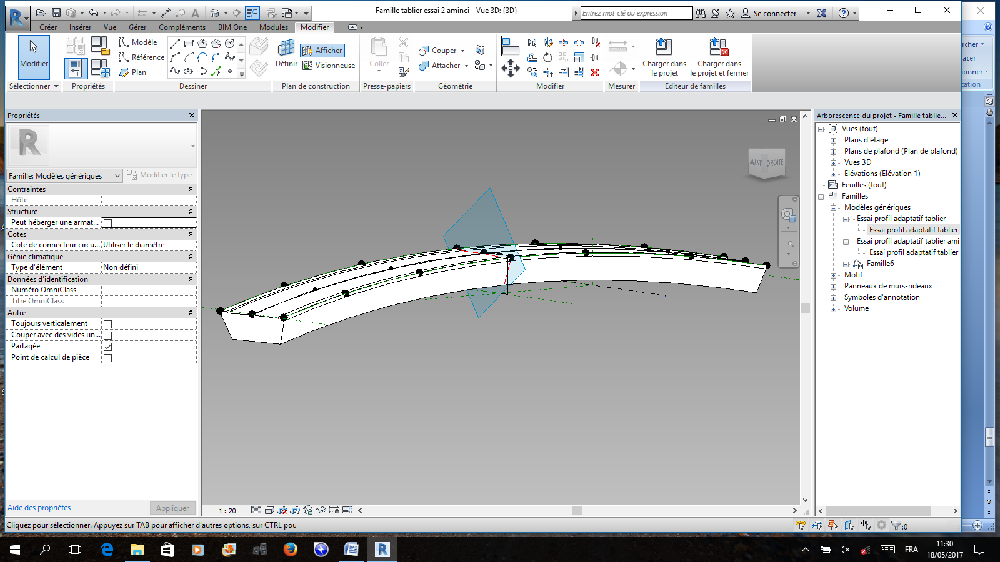 Famille tablier essai 2 aminci - Vue 3D: {3D}
Entrez mot-clé ou expression
Se connecter
Créer Insérer Vue Gérer Compléments BIM One Modules Modifier
Modifier
Modèle
Référence
Plan
Définir
Afficher
Visionneuse
Coller
Couper
Attacher
Charger dans
le projet
Charger dans
le projet et fermer
Sélectionner Propriétés Dessiner Plan de construction Presse-papiers Géométrie Modifier Mesurer Editeur de familles
Propriétés
Famille: Modèles génériques
Modifier le type
Contraintes
Hôte
Structure
Peut héberger une armat...
Cotes
Cote de connecteur circu... Utiliser le diamètre
Génie climatique
Type d'élément Non défini
Données d'identification
Numéro OmniClass
Titre OmniClass
Autre
Toujours verticalement
Couper avec des vides un...
Partagée
Point de calcul de pièce
Aide des propriétés
Appliquer
AVANT DROITE
1 : 20
Arborescence du projet - Famille tablie...
Vues (tout)
Plans d'étage
Plans de plafond (Plan de plafond)
Vues 3D
Elévations (Elévation 1)
Feuilles (tout)
Familles
Modèles génériques
Essai profil adaptatif tablier
Essai profil adaptatif tablier
Essai profil adaptatif tablier ami
Essai profil adaptatif tablier
Famille6
Motif
Panneaux de murs-rideaux
Symboles d'annotation
Volume
rcher
lacer
ionner
cation
Cliquez pour sélectionner. Appuyez sur TAB pour afficher d'autres options, sur CTRL pou
:0
FRA
11:30
18/05/2017